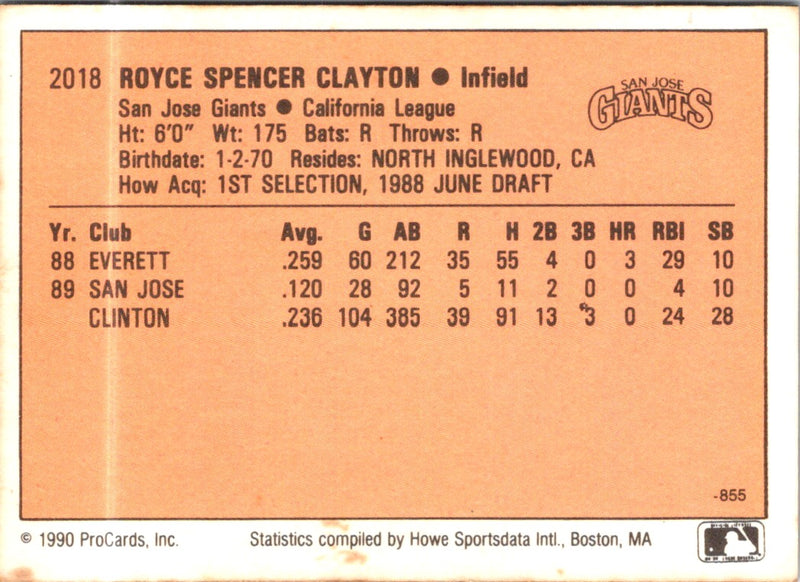 2018 ROYCE SPENCER CLAYTON ● Infield
SAN JOSE
GIANTS
San Jose Giants ● California League
Ht: 6'0" Wt: 175 Bats: R Throws: R
Birthdate: 1-2-70 Resides: NORTH INGLEWOOD, CA
How Acq: 1ST SELECTION, 1988 JUNE DRAFT
Yr. Club Avg. G AB R H 2B 3B HR RBI SB
88 EVERETT .259 60 212 35 55 4 0 3 29 10
89 SAN JOSE .120 28 92 5 11 2 0 0 4 10
CLINTON .236 104 385 39 91 13 3 0 24 28
-855
© 1990 ProCards, Inc. Statistics compiled by Howe Sportsdata Intl., Boston, MA